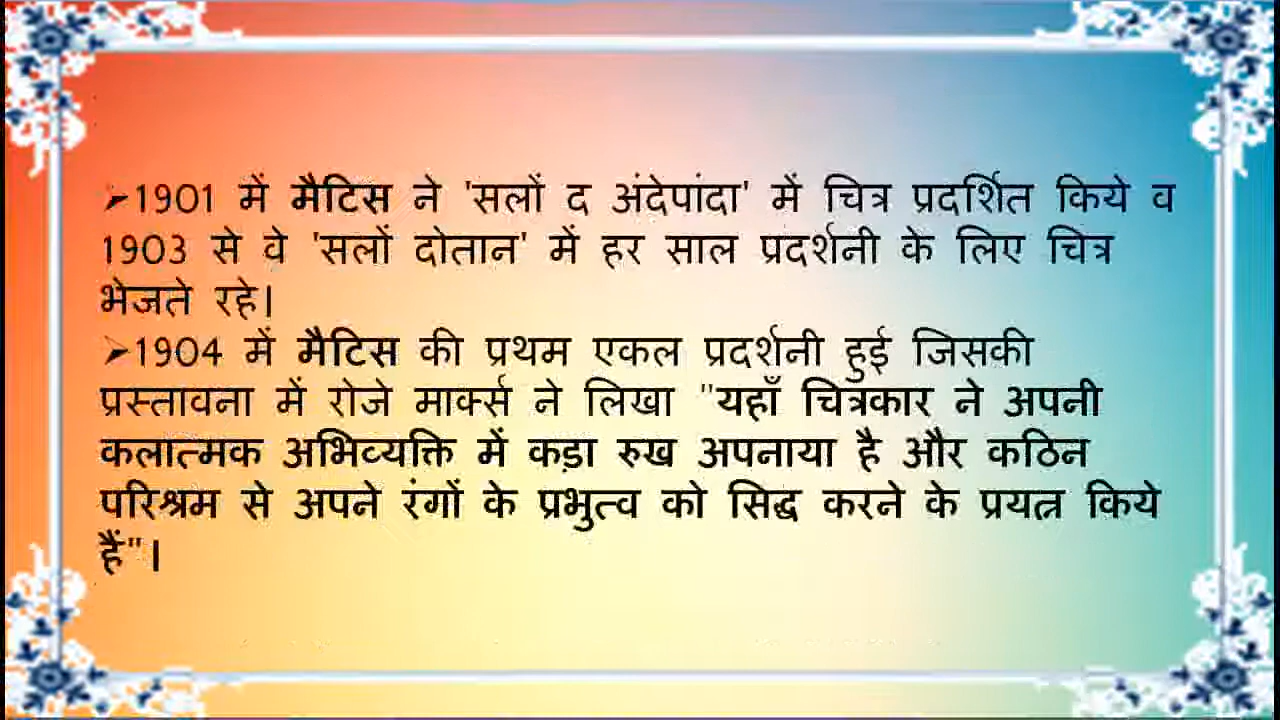 ➤1901 में मैटिस ने 'सलों द अंदेपांदा' में चित्र प्रदर्शित किये व
1903 से वे 'सलों दोतान' में हर साल प्रदर्शनी के लिए चित्र
भेजते रहे।
➤1904 में मैटिस की प्रथम एकल प्रदर्शनी हुई जिसकी
प्रस्तावना में रोजे मार्क्स ने लिखा "यहाँ चित्रकार ने अपनी
कलात्मक अभिव्यक्ति में कड़ा रुख अपनाया है और कठिन
परिश्रम से अपने रंगों के प्रभुत्व को सिद्ध करने के प्रयत्न किये
हैं"।